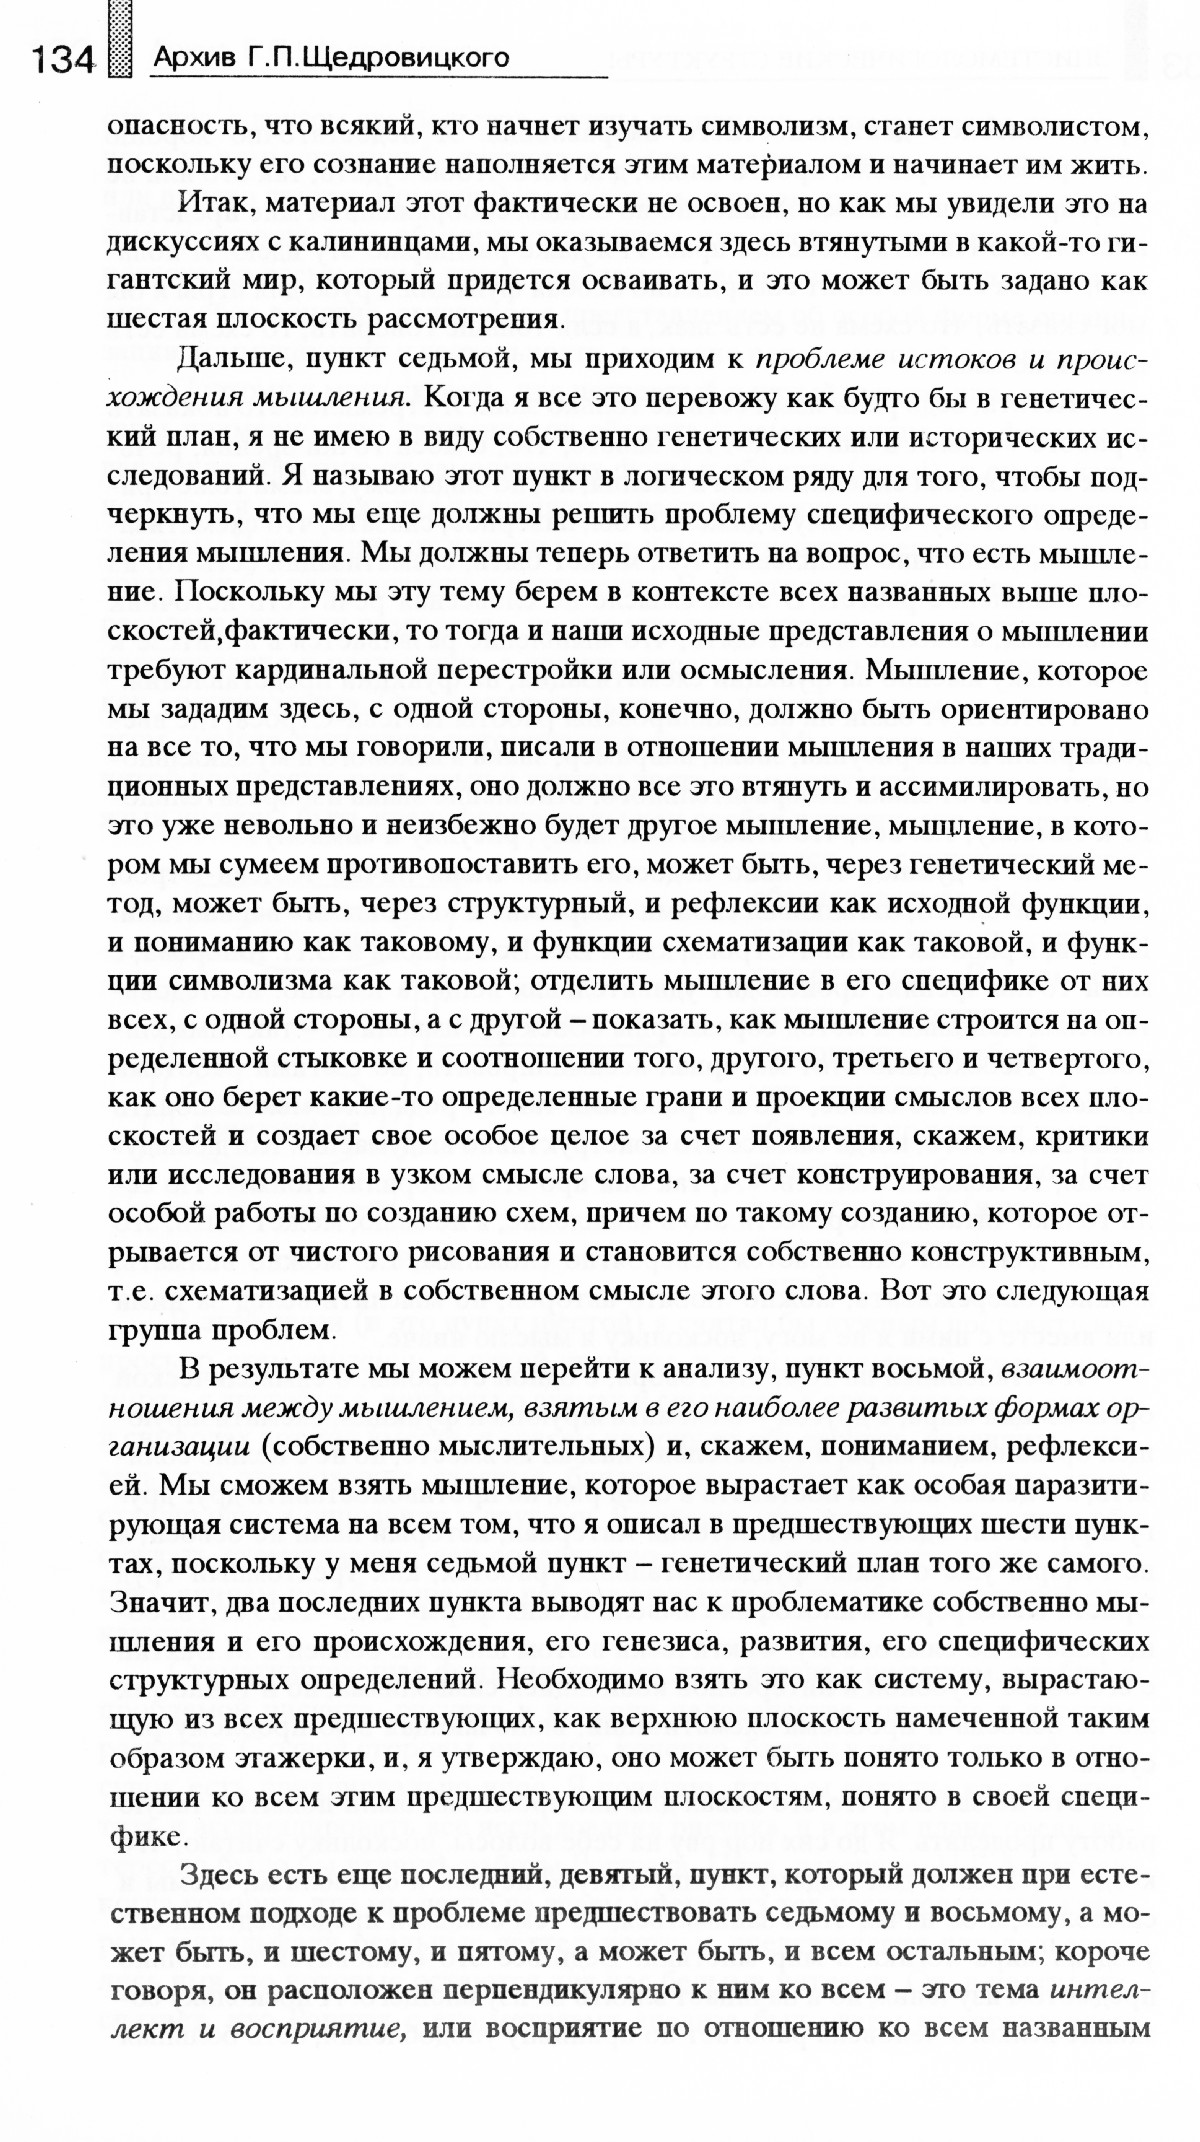 134 Архив Г.П.Щедровицкого
опасность, что всякий, кто начнет изучать символизм, станет символистом,
поскольку его сознание наполняется этим материалом и начинает им жить.
Итак, материал этот фактически не освоен, но как мы увидели это на
дискуссиях с калининцами, мы оказываемся здесь втянутыми в какой-то ги-
гантский мир, который придется осваивать, и это может быть задано как
шестая плоскость рассмотрения.
Дальше, пункт седьмой, мы приходим к проблеме истоков и проис-
хождения мышления. Когда я все это перевожу как будто бы в генетичес-
кий план, я не имею в виду собственно генетических или исторических ис-
следований. Я называю этот пункт в логическом ряду для того, чтобы под-
черкнуть, что мы еще должны решить проблему специфического опреде-
ления мышления. Мы должны теперь ответить на вопрос, что есть мышле-
ние. Поскольку мы эту тему берем в контексте всех названных выше пло-
скостей,фактически, то тогда и наши исходные представления о мышлении
требуют кардинальной перестройки или осмысления. Мышление, которое
мы зададим здесь, с одной стороны, конечно, должно быть ориентировано
на все то, что мы говорили, писали в отношении мышления в наших тради-
ционных представлениях, оно должно все это втянуть и ассимилировать, но
это уже невольно и неизбежно будет другое мышление, мышление, в кото-
ром мы сумеем противопоставить его, может быть, через генетический ме-
тод, может быть, через структурный, и рефлексии как исходной функции,
и пониманию как таковому, и функции схематизации как таковой, и функ-
ции символизма как таковой; отделить мышление в его специфике от них
всех, с одной стороны, а с другой – показать, как мышление строится на оп-
ределенной стыковке и соотношении того, другого, третьего и четвертого,
как оно берет какие-то определенные грани и проекции смыслов всех пло-
скостей и создает свое особое целое за счет появления, скажем, критики
или исследования в узком смысле слова, за счет конструирования, за счет
особой работы по созданию схем, причем по такому созданию, которое от-
рывается от чистого рисования и становится собственно конструктивным,
т.е. схематизацией в собственном смысле этого слова. Вот это следующая
группа проблем.
В результате мы можем перейти к анализу, пункт восьмой, взаимоот-
ношения между мышлением, взятым в его наиболее развитых формах ор-
ганизации (собственно мыслительных) и, скажем, пониманием, рефлекси-
ей. Мы сможем взять мышление, которое вырастает как особая паразити-
рующая система на всем том, что я описал в предшествующих шести пунк-
тах, поскольку у меня седьмой пункт – генетический план того же самого.
Значит, два последних пункта выводят нас к проблематике собственно мы-
шления и его происхождения, его генезиса, развития, его специфических
структурных определений. Необходимо взять это как систему, вырастаю-
щую из всех предшествующих, как верхнюю плоскость намеченной таким
образом этажерки, и, я утверждаю, оно может быть понято только в отно-
шении ко всем этим предшествующим плоскостям, понято в своей специ-
фике.
Здесь есть еще последний, девятый, пункт, который должен при есте-
ственном подходе к проблеме предшествовать седьмому и восьмому, а мо-
жет быть, и шестому, и пятому, а может быть, и всем остальным; короче
говоря, он расположен перпендикулярно к ним ко всем – это тема интел-
лект и восприятие, или восприятие по отношению ко всем названным